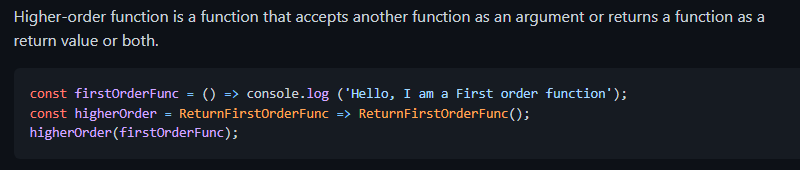 Higher-order function is a function that accepts another function as an argument or returns a function as a
return value or both.
const firstOrderFunc = () => console.log ('Hello, I am a First order function');
const higherOrder = ReturnFirstOrderFunc => ReturnFirstOrderFunc();
higherOrder(firstOrderFunc);